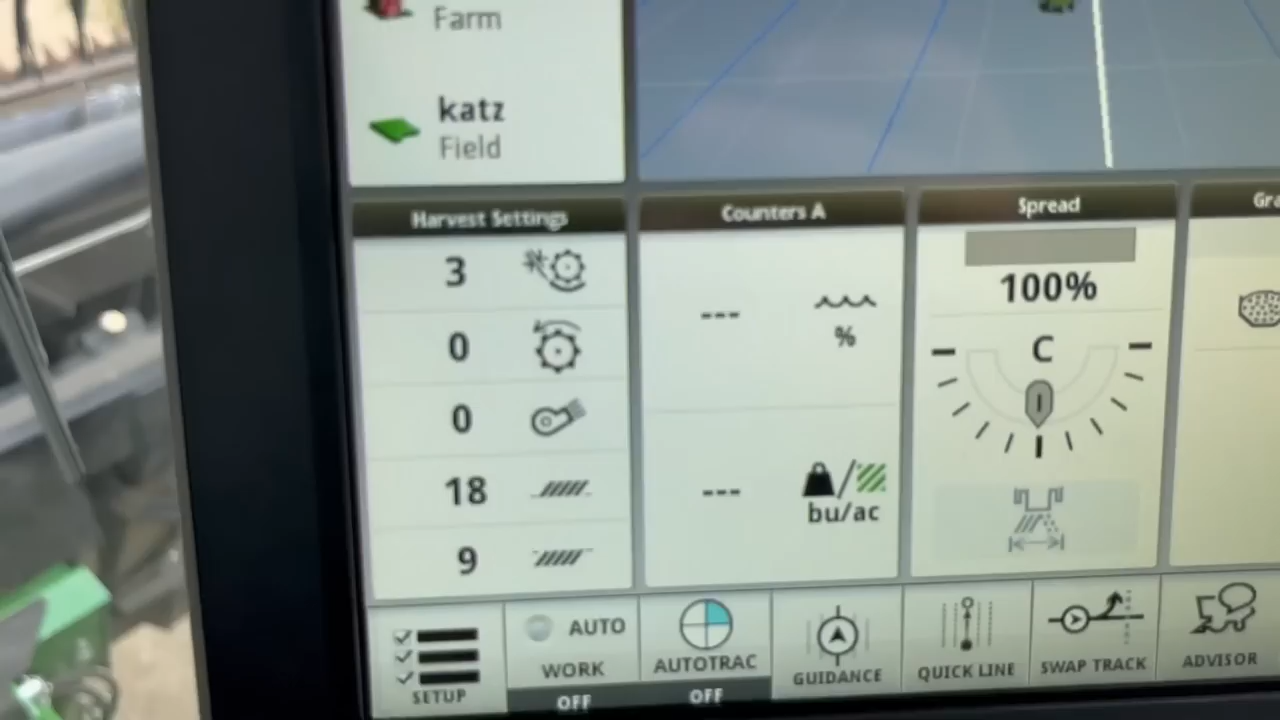 Farm
katz
Field
Harvest Settings
3
0
0
18
9
Counters A
---
%
---
bu/ac
Spread
100%
C
SETUP
AUTO
WORK
OFF
AUTOTRAC
OFF
GUIDANCE
QUICK LINE
SWAP TRACK
ADVISOR